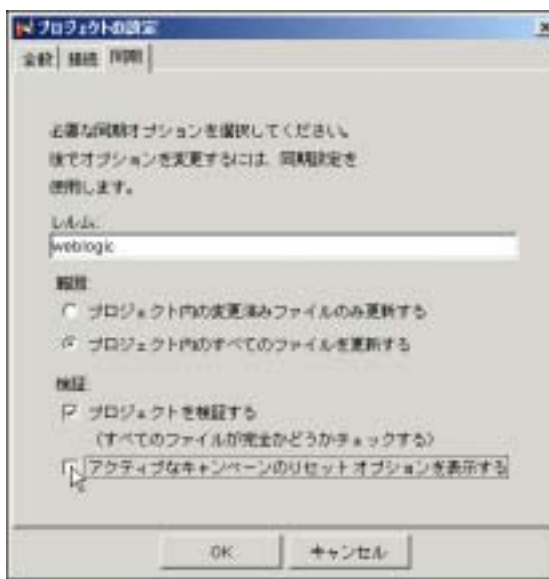 プロジェクトの設定
全般 接続 同期
必要な同期オプションを選択してください。
後でオプションを変更するには、同期設定を
使用します。
レルム:
weblogic
範囲:
プロジェクト内の変更済みファイルのみ更新する
プロジェクト内のすべてのファイルを更新する
検証:
プロジェクトを検証する
(すべてのファイルが完全かどうかチェックする)
アクティブなキャンペーンのリセット オプションを表示する
OK キャンセル